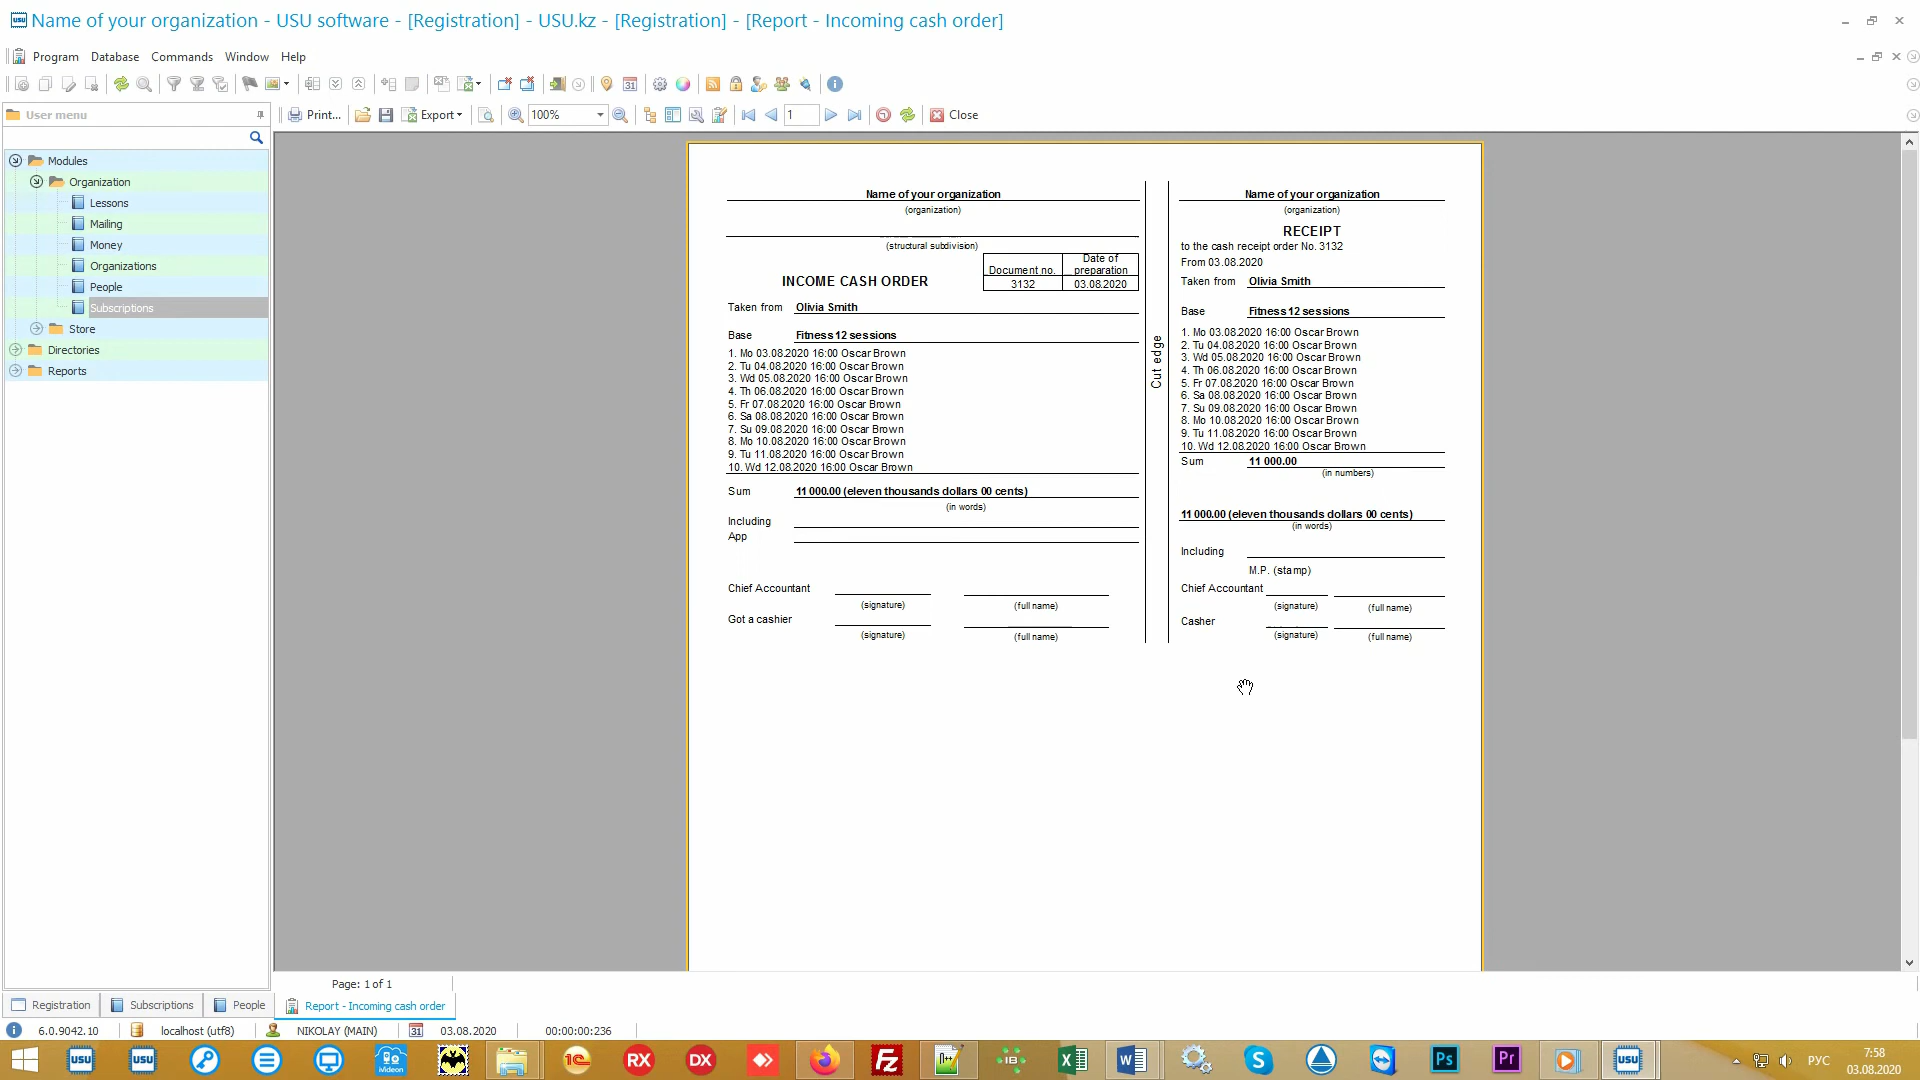 Name of your organization - USU software - [Registration] - USU.kz - [Registration] - [Report - Incoming cash order]
Program Database Commands Window Help
User menu
Print... Export 100% 1 Close
Modules
Organization
Lessons
Mailing
Money
Organizations
People
Subscriptions
Store
Directories
Reports
Name of your organization
(organization)
(structural subdivision)
INCOME CASH ORDER
Document no. Date of preparation
3132 03.08.2020
Taken from Olivia Smith
Base Fitness 12 sessions
1. Mo 03.08.2020 16:00 Oscar Brown
2. Tu 04.08.2020 16:00 Oscar Brown
3. Wd 05.08.2020 16:00 Oscar Brown
4. Th 06.08.2020 16:00 Oscar Brown
5. Fr 07.08.2020 16:00 Oscar Brown
6. Sa 08.08.2020 16:00 Oscar Brown
7. Su 09.08.2020 16:00 Oscar Brown
8. Mo 10.08.2020 16:00 Oscar Brown
9. Tu 11.08.2020 16:00 Oscar Brown
10. Wd 12.08.2020 16:00 Oscar Brown
Sum 11 000.00 (eleven thousands dollars 00 cents)
(in words)
Including
App
Chief Accountant
(signature) (full name)
Got a cashier
(signature) (full name)
Cut edge
Name of your organization
(organization)
RECEIPT
to the cash receipt order No. 3132
From 03.08.2020
Taken from Olivia Smith
Base Fitness 12 sessions
1. Mo 03.08.2020 16:00 Oscar Brown
2. Tu 04.08.2020 16:00 Oscar Brown
3. Wd 05.08.2020 16:00 Oscar Brown
4. Th 06.08.2020 16:00 Oscar Brown
5. Fr 07.08.2020 16:00 Oscar Brown
6. Sa 08.08.2020 16:00 Oscar Brown
7. Su 09.08.2020 16:00 Oscar Brown
8. Mo 10.08.2020 16:00 Oscar Brown
9. Tu 11.08.2020 16:00 Oscar Brown
10. Wd 12.08.2020 16:00 Oscar Brown
Sum 11 000.00
(in numbers)
11 000.00 (eleven thousands dollars 00 cents)
(in words)
Including
M.P. (stamp)
Chief Accountant
(signature) (full name)
Casher
(signature) (full name)
Page: 1 of 1
Registration Subscriptions People Report - Incoming cash order
6.0.9042.10 localhost (utf8) NIKOLAY (MAIN) 31 03.08.2020 00:00:00:236
USU USU ivideon 1C RX DX FZ IB X W S Ps Pr USU РУС 7:58
03.08.2020